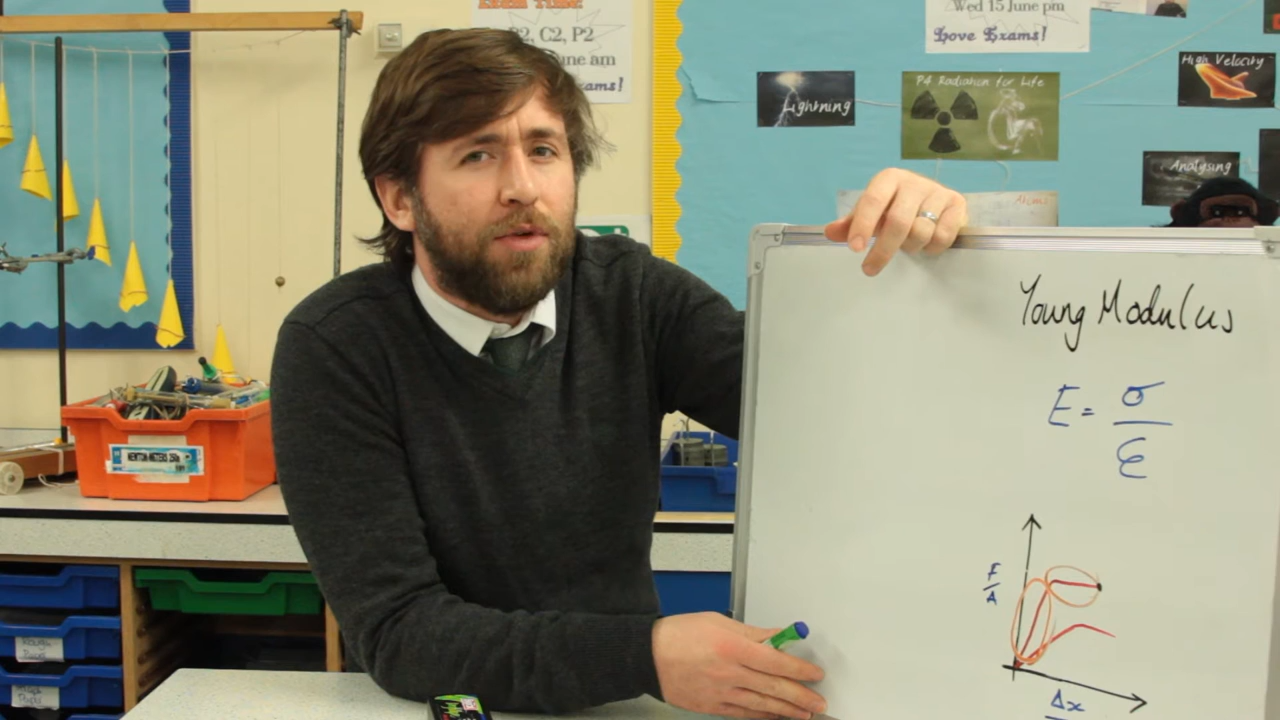 Exam Time
P2, C2, P2
June am
Exams!
Wed 15 June pm
Love Exams!
Lightning
P4 Radiation for Life
High Velocity
Analysing
Young Modulus
E = σ
ε
F
A
Δx